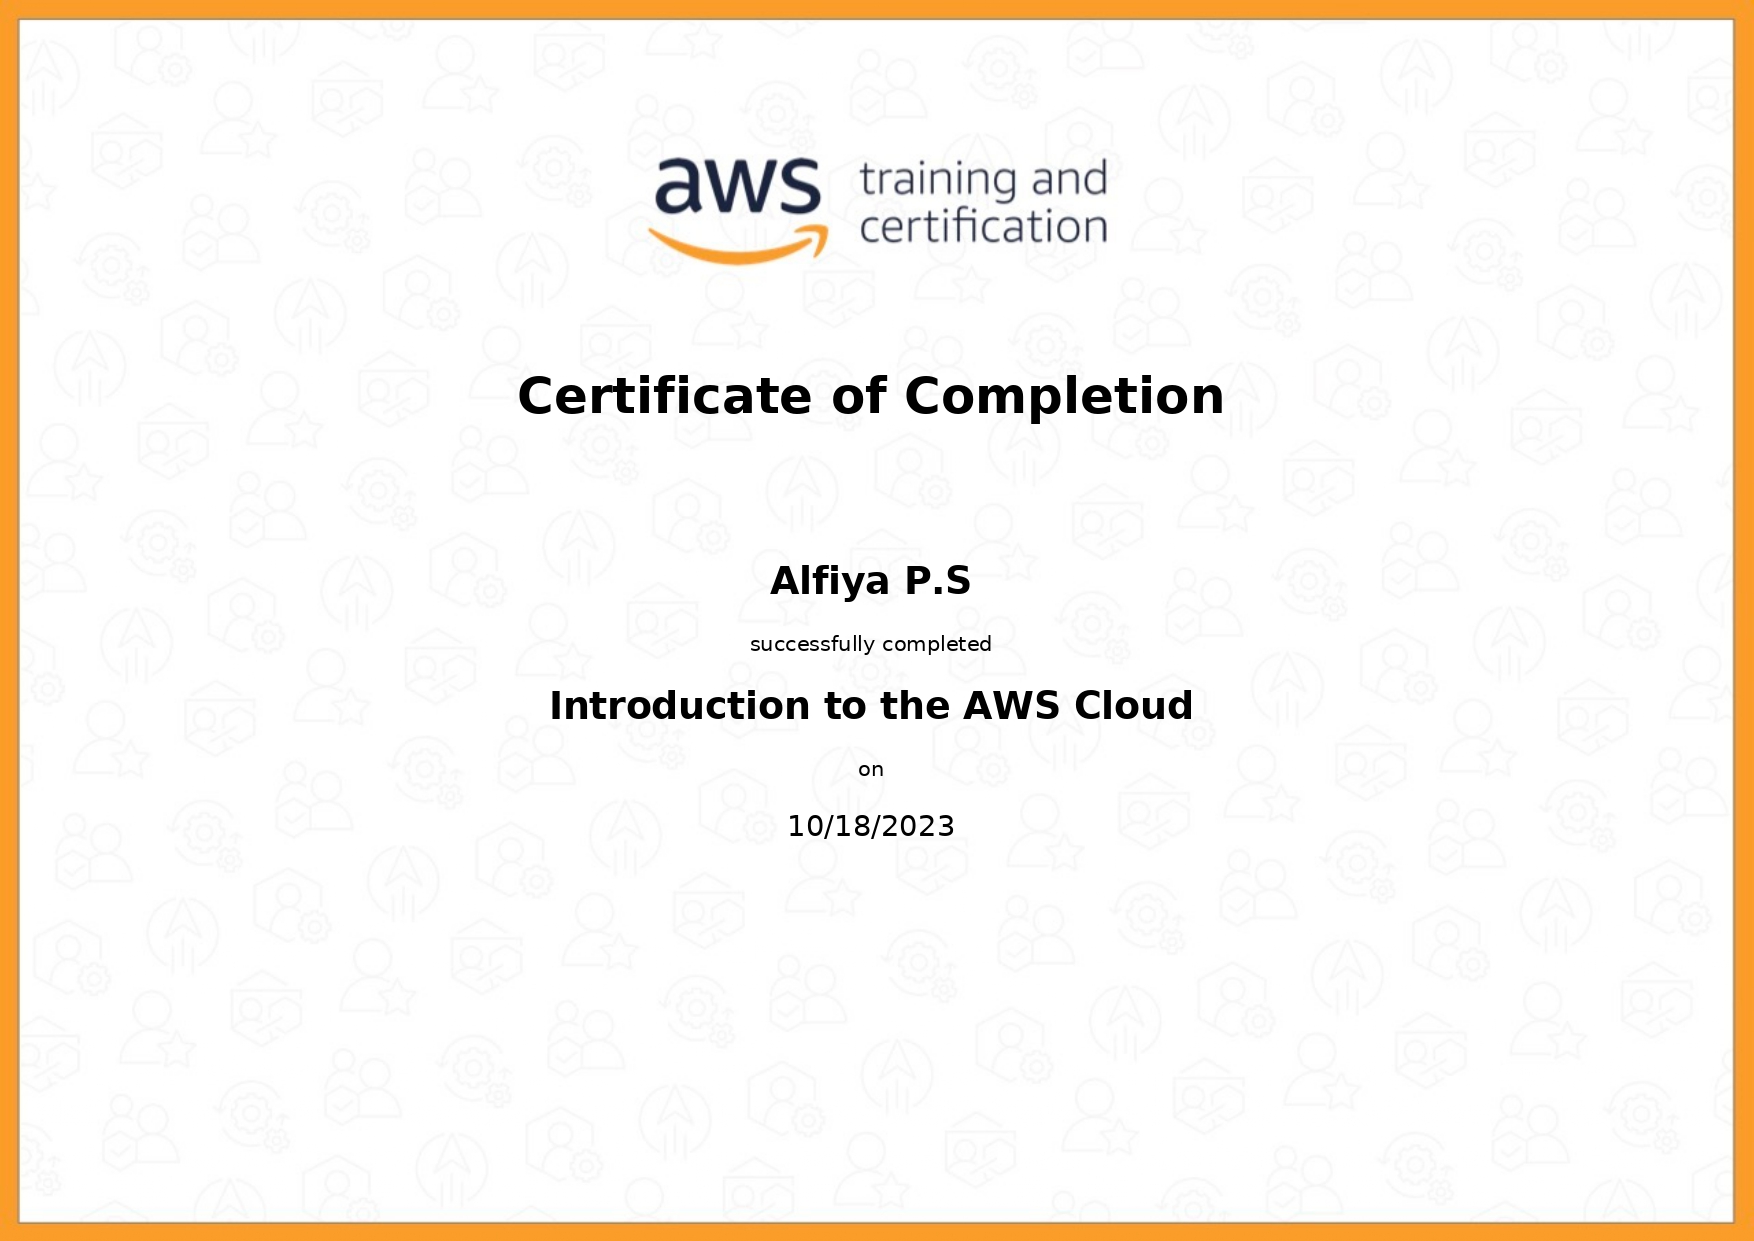 aws training and
certification
Certificate of Completion
Alfiya P.S
successfully completed
Introduction to the AWS Cloud
on
10/18/2023